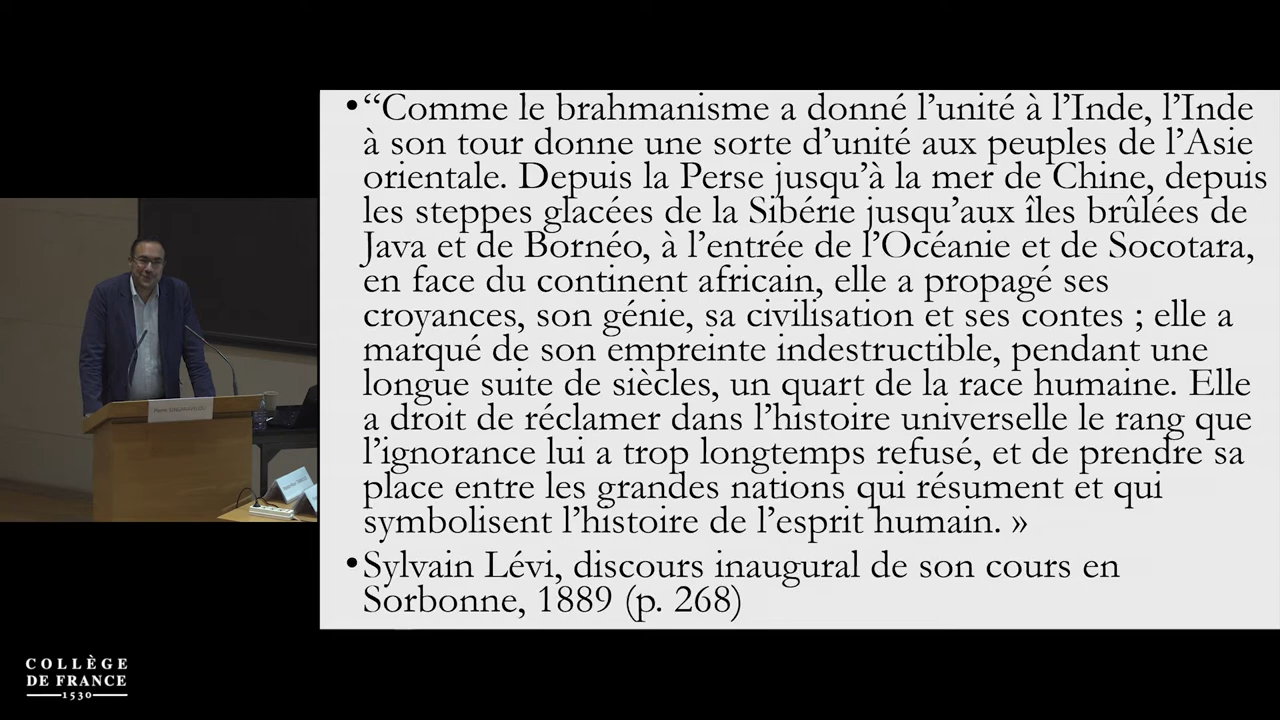 •“Comme le brahmanisme a donné l’unité à l’Inde, l’Inde
à son tour donne une sorte d’unité aux peuples de l’Asie
orientale. Depuis la Perse jusqu’à la mer de Chine, depuis
les steppes glacées de la Sibérie jusqu’aux îles brûlées de
Java et de Bornéo, à l’entrée de l’Océanie et de Socotara,
en face du continent africain, elle a propagé ses
croyances, son génie, sa civilisation et ses contes ; elle a
marqué de son empreinte indestructible, pendant une
longue suite de siècles, un quart de la race humaine. Elle
a droit de réclamer dans l’histoire universelle le rang que
l’ignorance lui a trop longtemps refusé, et de prendre sa
place entre les grandes nations qui résument et qui
symbolisent l’histoire de l’esprit humain. »
•Sylvain Lévi, discours inaugural de son cours en
Sorbonne, 1889 (p. 268)
Pierre SINGARAVÉLOU
COLLÈGE
DE FRANCE
1530